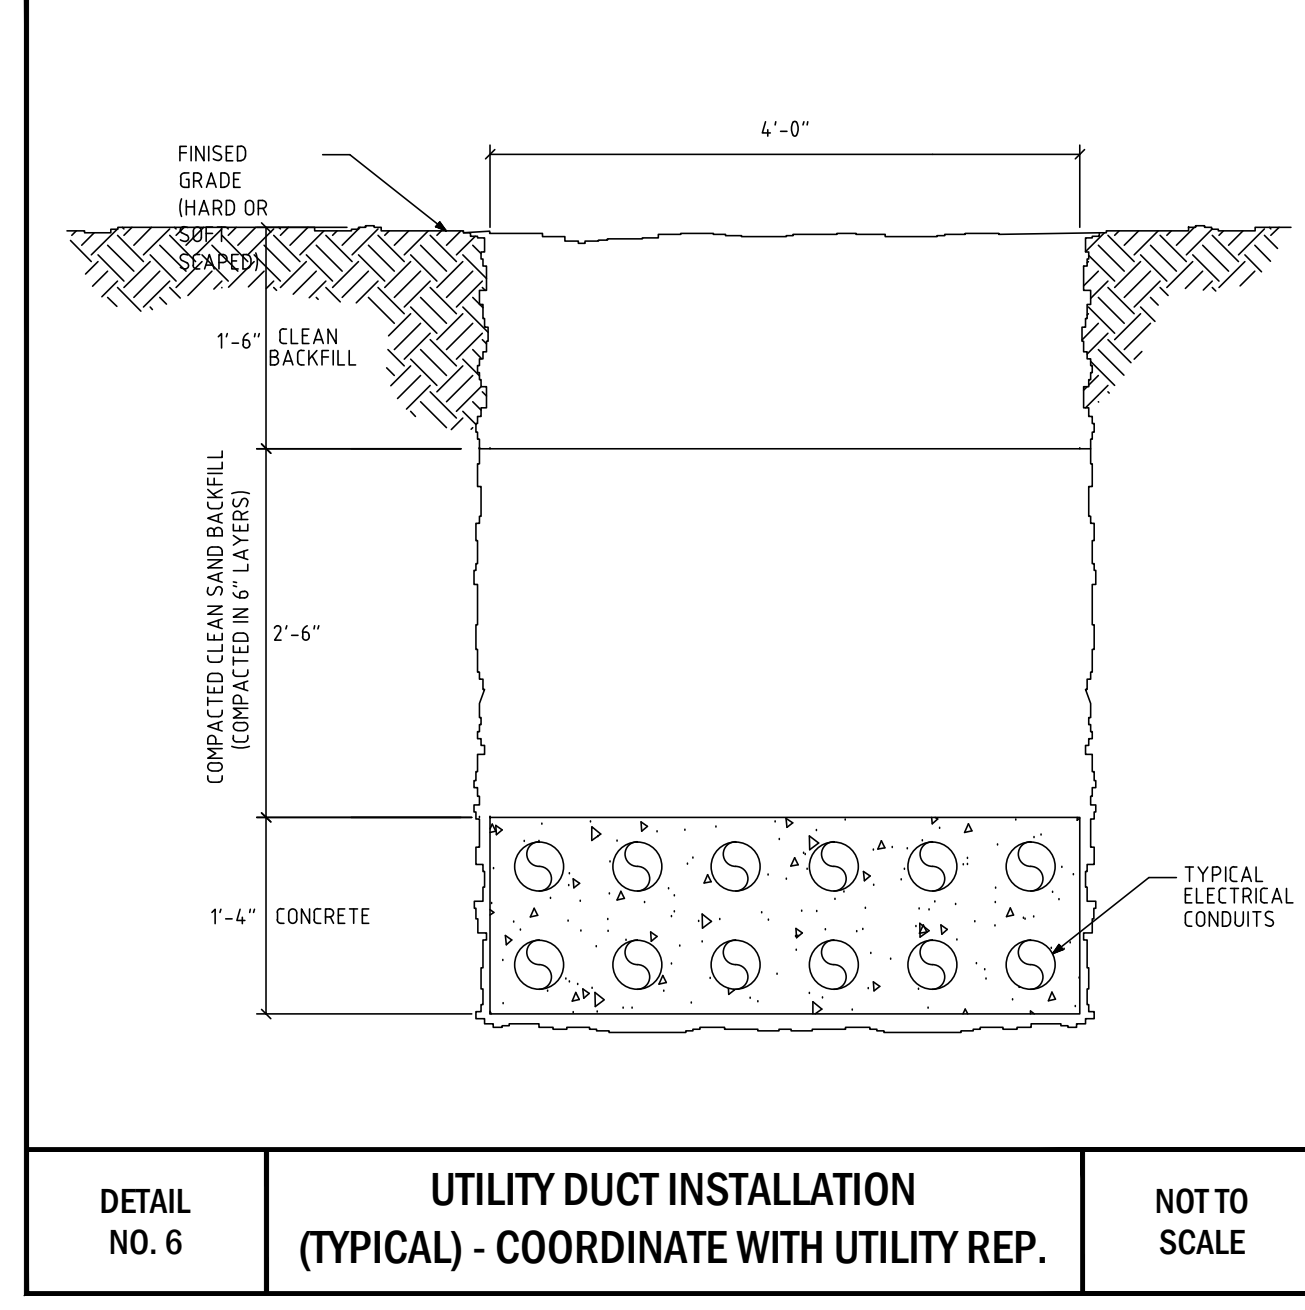 4'-0"
FINISED
GRADE
(HARD OR
SOFT
SCAPED)
1'-6"
CLEAN
BACKFILL
COMPACTED CLEAN SAND BACKFILL
(COMPACTED IN 6" LAYERS)
2'-6"
1'-4"
CONCRETE
TYPICAL
ELECTRICAL
CONDUITS
DETAIL
NO. 6
UTILITY DUCT INSTALLATION
(TYPICAL) - COORDINATE WITH UTILITY REP.
NOT TO
SCALE